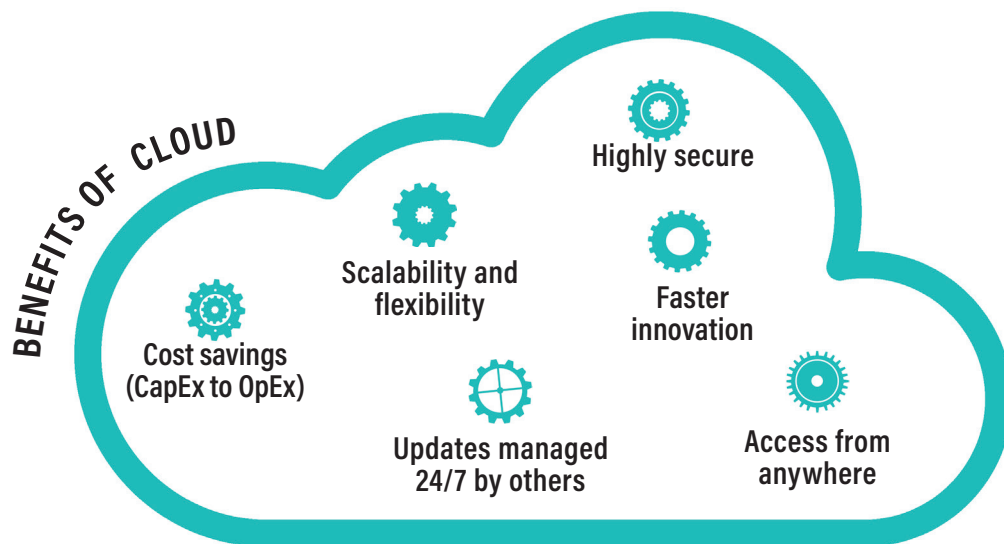 BENEFITS OF CLOUD
Highly secure
Scalability and
flexibility
Faster
innovation
Cost savings
(CapEx to OpEx)
Updates managed
24/7 by others
Access from
anywhere